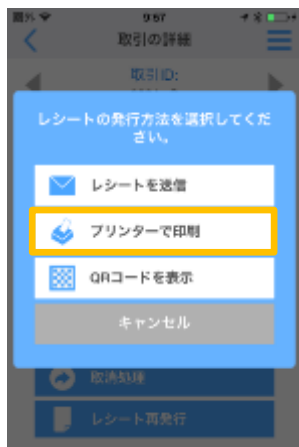 圏外 9:57
取引の詳細
取引ID:
レシートの発行方法を選択してくだ
さい。
レシートを送信
プリンターで印刷
QRコードを表示
キャンセル
取消処理
レシート再発行